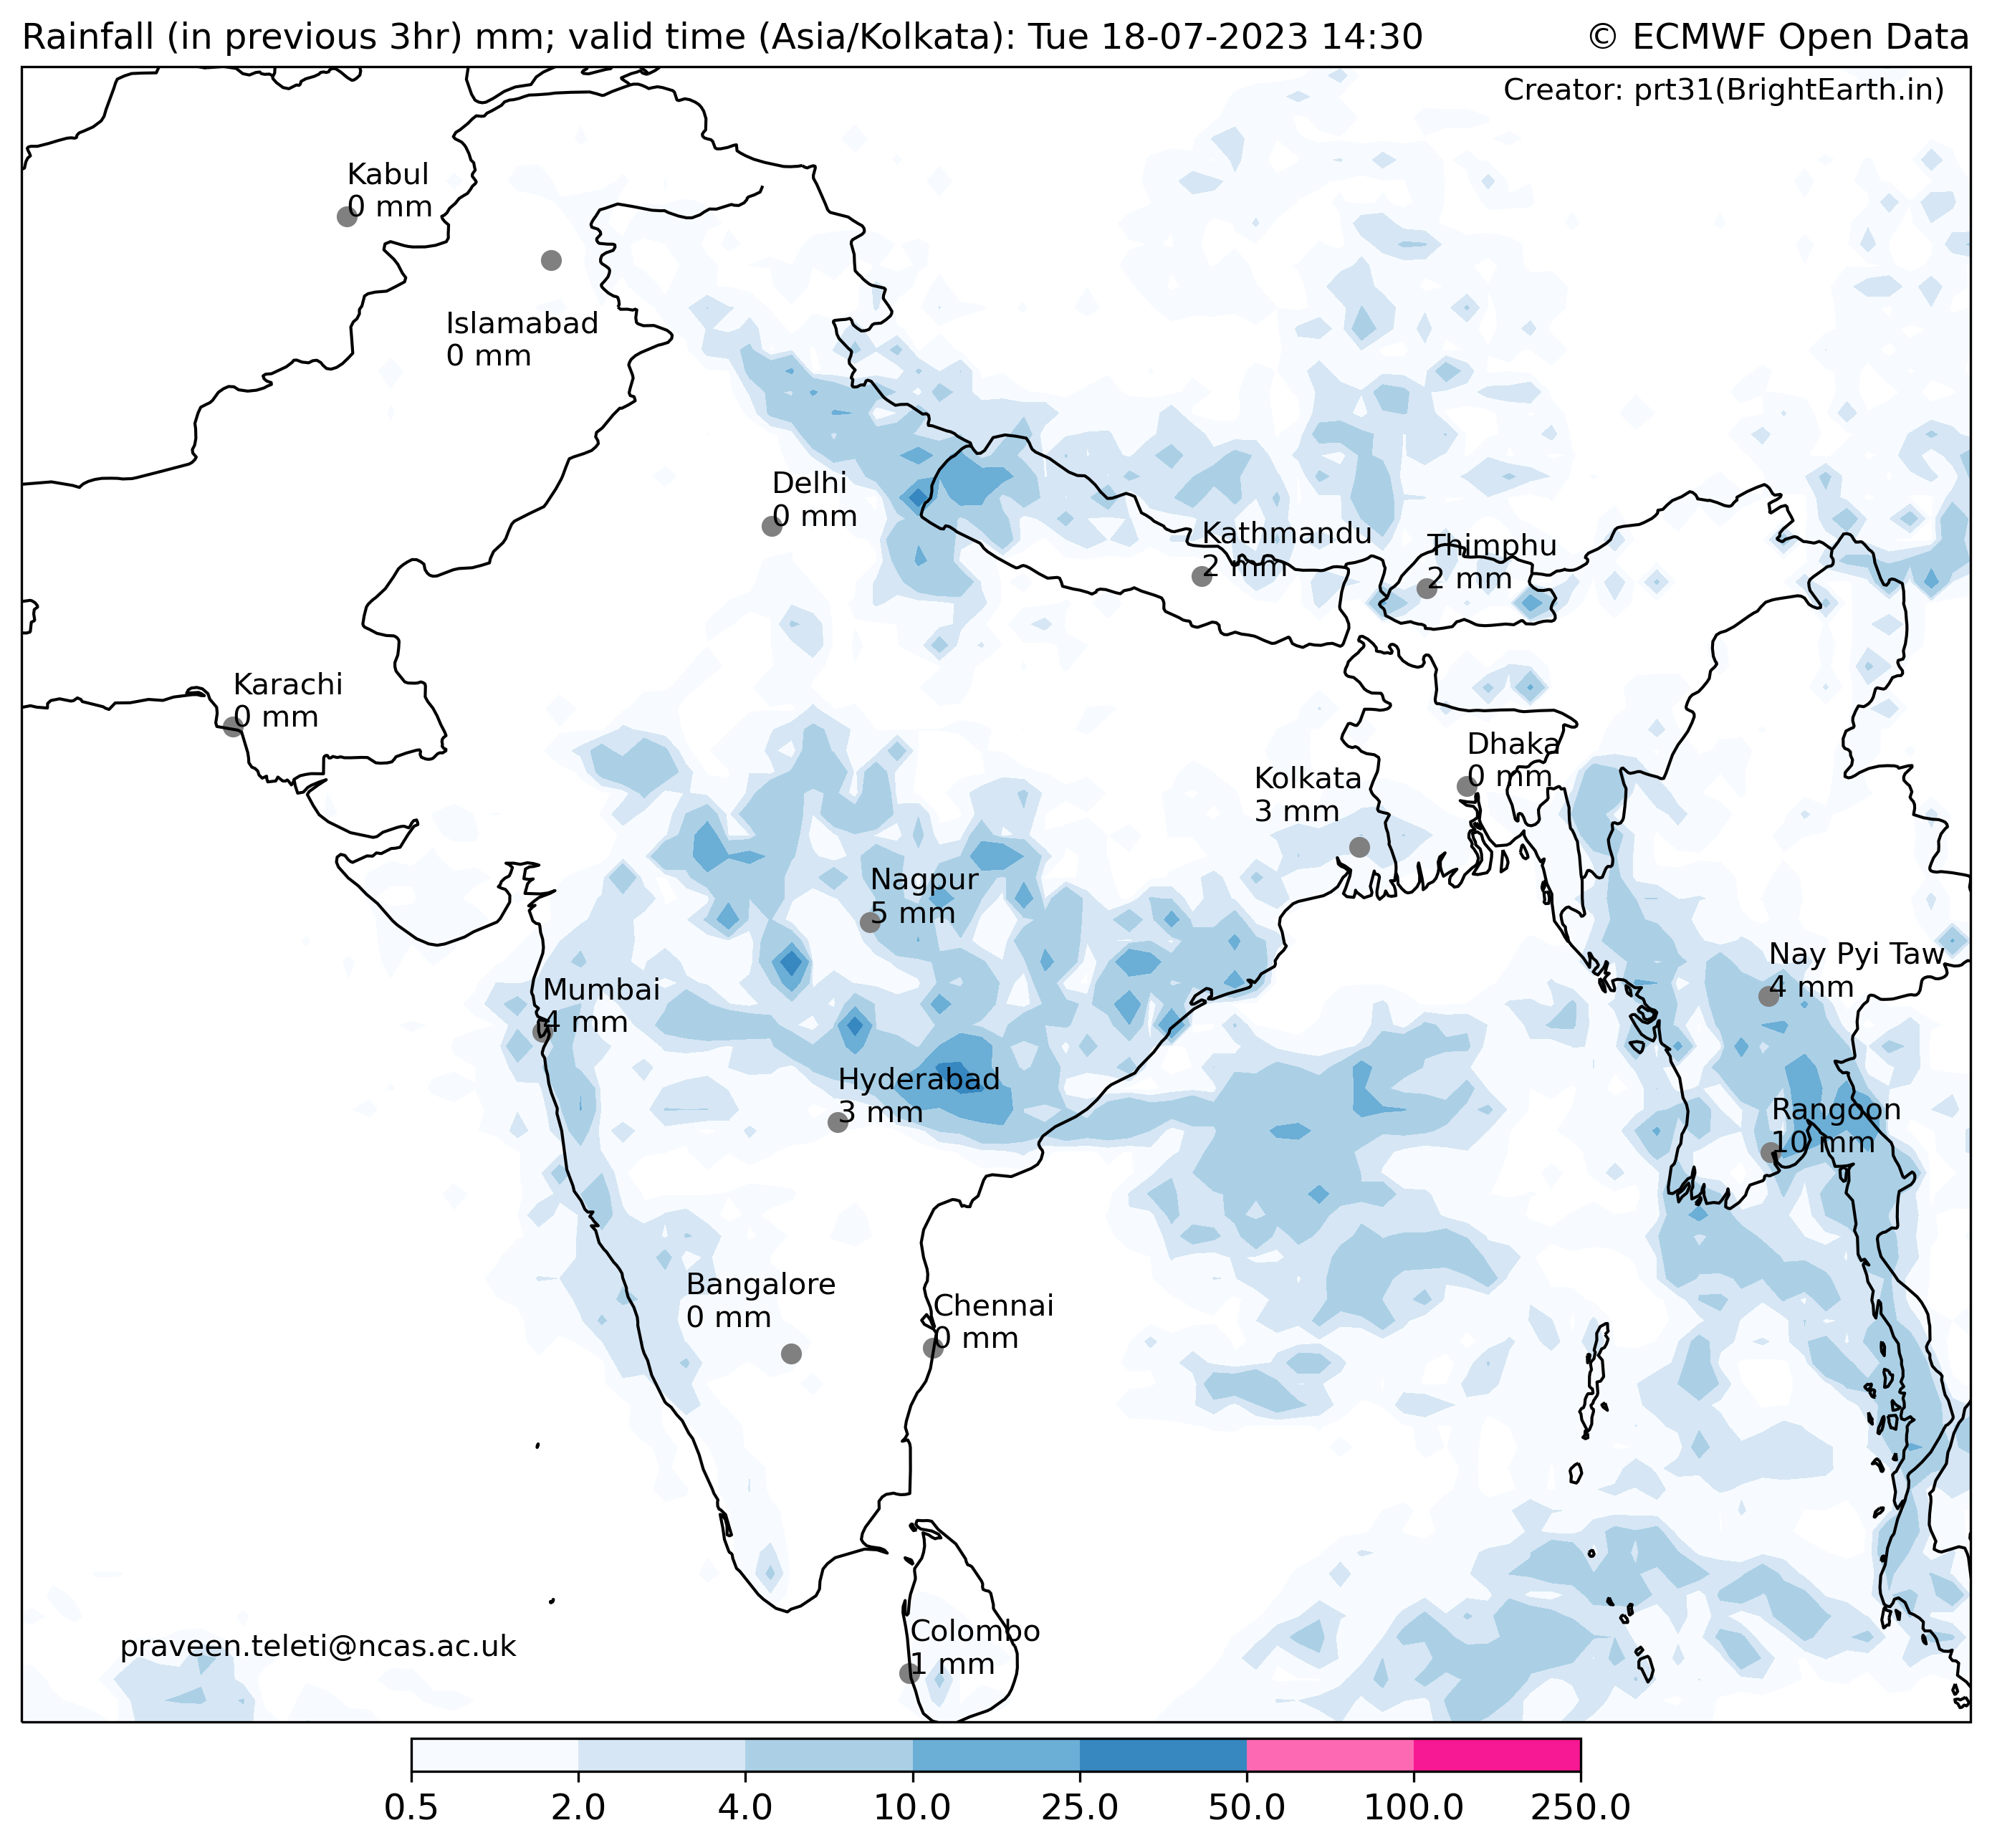 Rainfall (in previous 3hr) mm; valid time (Asia/Kolkata): Tue 18-07-2023 14:30
© ECMWF Open Data
Creator: prt31(BrightEarth.in)
Kabul
0 mm
Islamabad
0 mm
Delhi
0 mm
Kathmandu
2 mm
Thimphu
2 mm
Karachi
0 mm
Dhaka
0 mm
Kolkata
3 mm
Nagpur
5 mm
Nay Pyi Taw
4 mm
Mumbai
4 mm
Hyderabad
3 mm
Rangoon
10 mm
Bangalore
0 mm
Chennai
0 mm
Colombo
1 mm
praveen.teleti@ncas.ac.uk
0.5 2.0 4.0 10.0 25.0 50.0 100.0 250.0